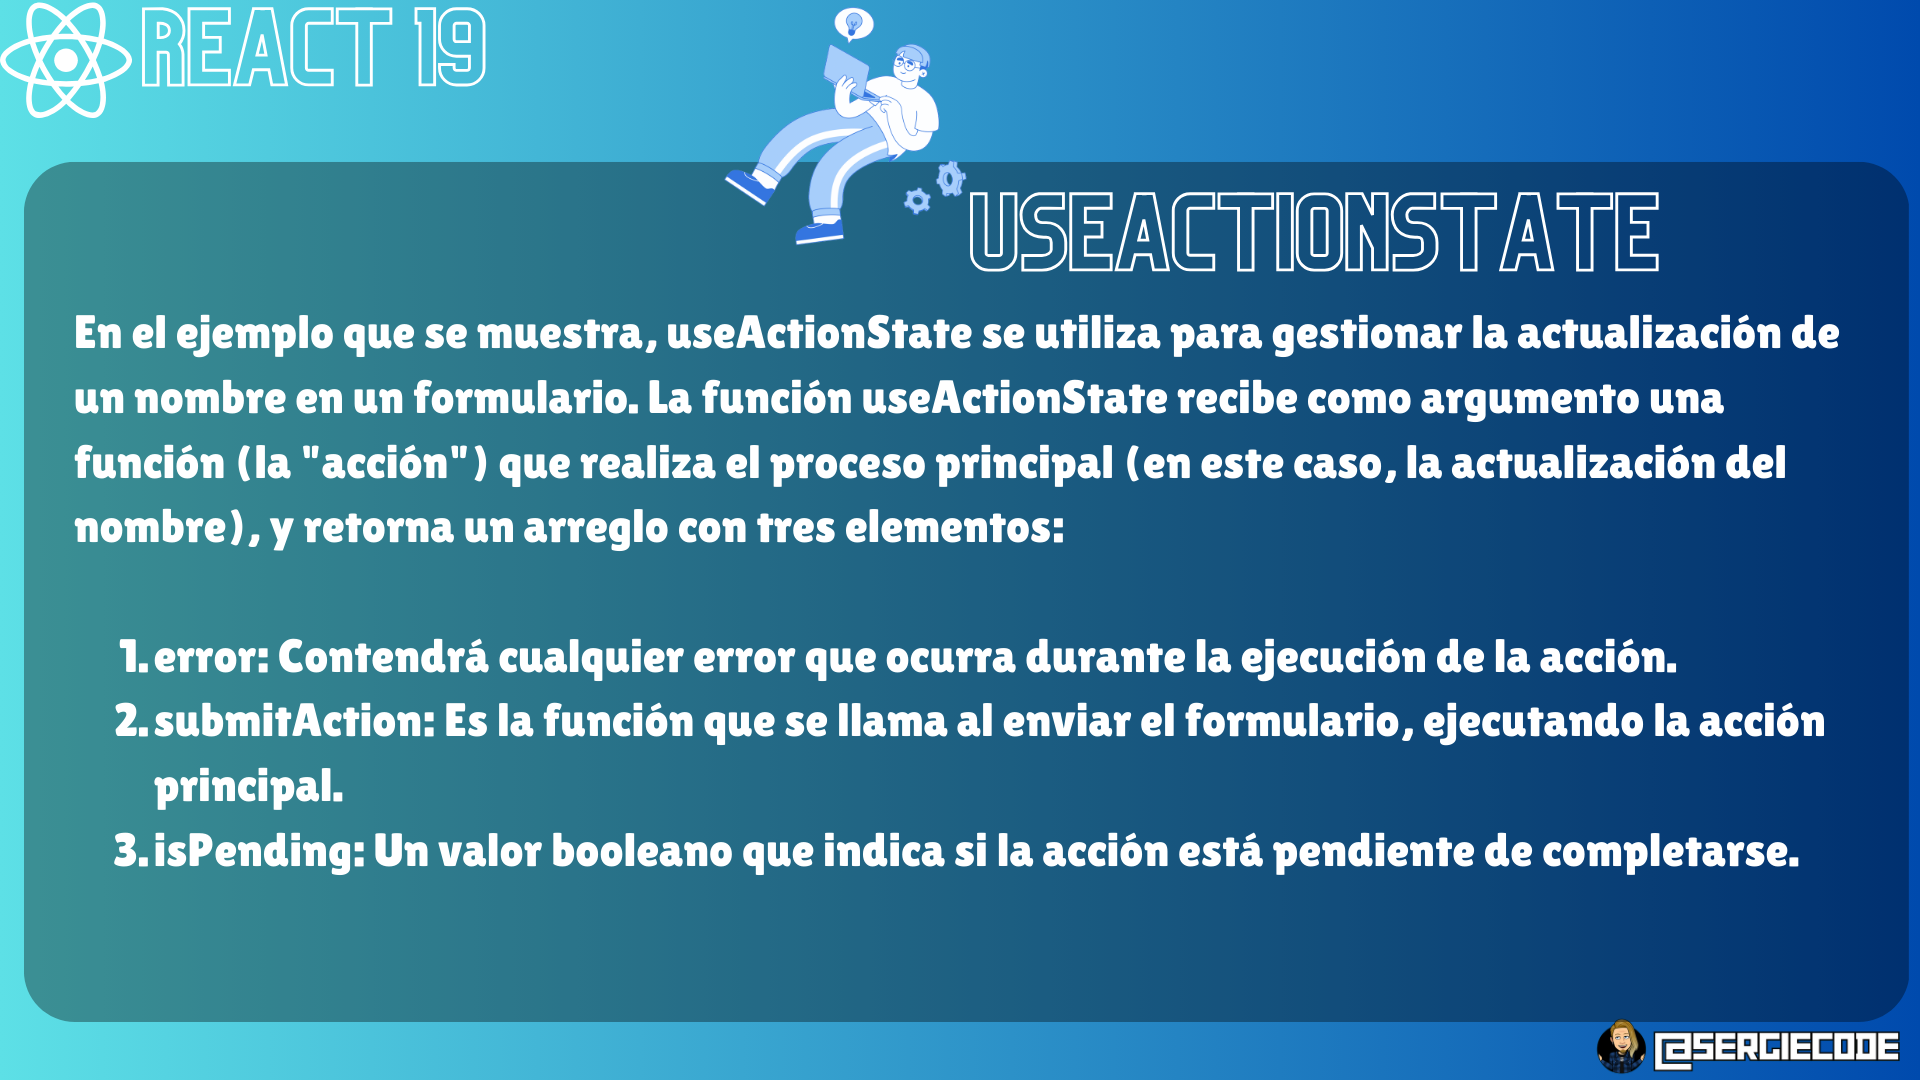 REACT 19
USEACTIONSTATE
En el ejemplo que se muestra, useActionState se utiliza para gestionar la actualización de
un nombre en un formulario. La función useActionState recibe como argumento una
función (la "acción") que realiza el proceso principal (en este caso, la actualización del
nombre), y retorna un arreglo con tres elementos:
1. error: Contendrá cualquier error que ocurra durante la ejecución de la acción.
2. submitAction: Es la función que se llama al enviar el formulario, ejecutando la acción
principal.
3. isPending: Un valor booleano que indica si la acción está pendiente de completarse.
@SERGIECODE